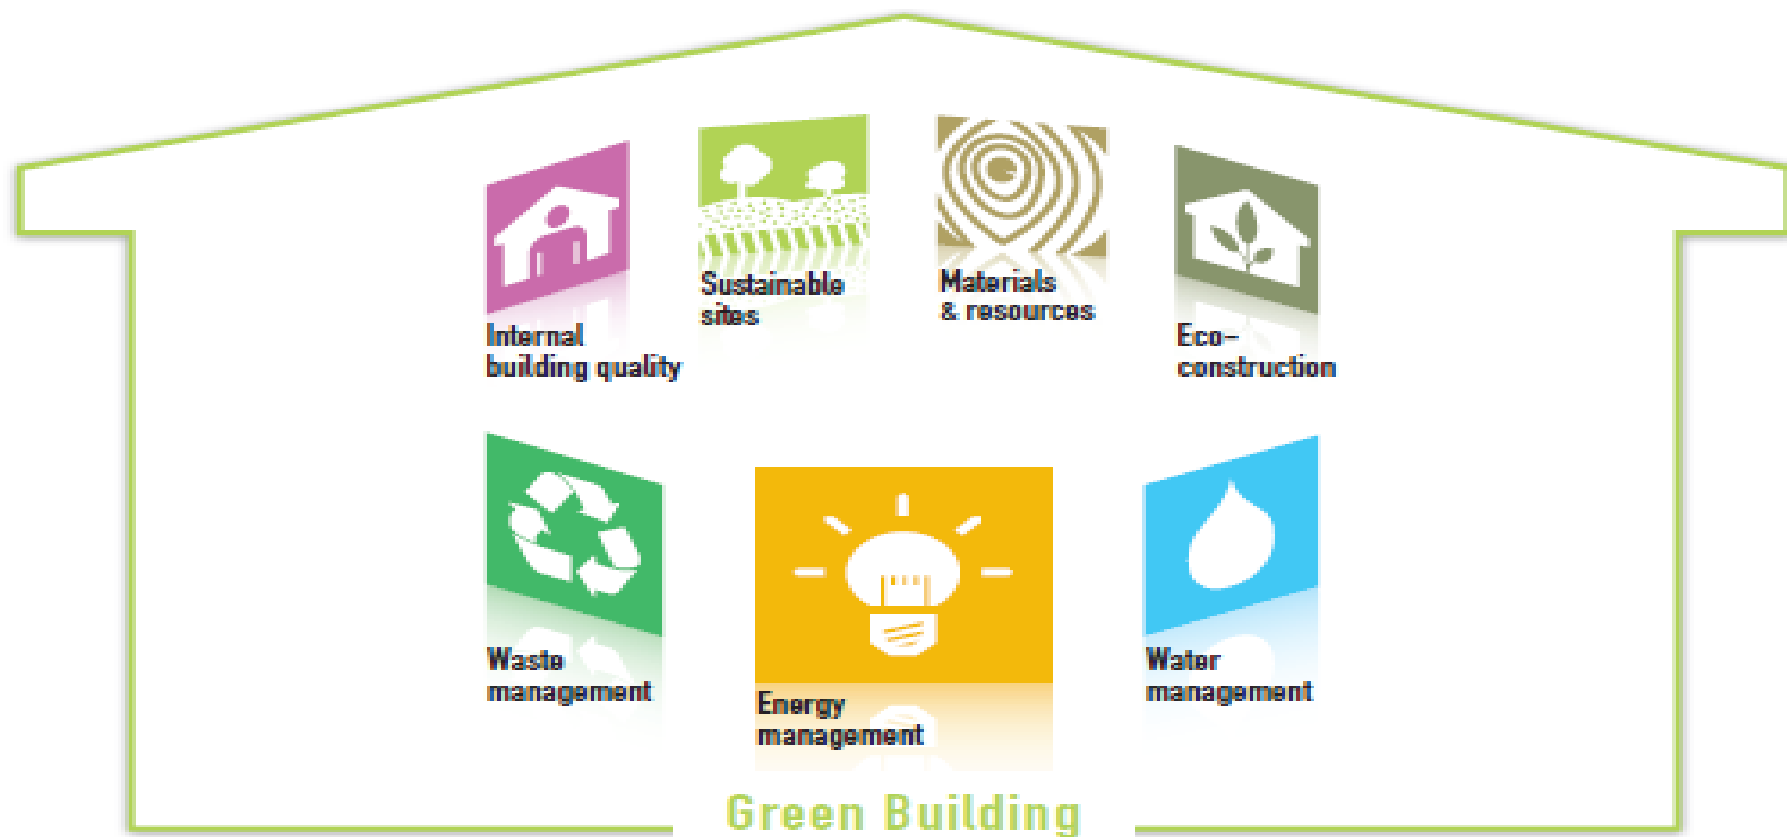 Internal
building quality
Sustainable
sites
Materials
& resources
Eco-
construction
Waste
management
Energy
management
Water
management
Green Building